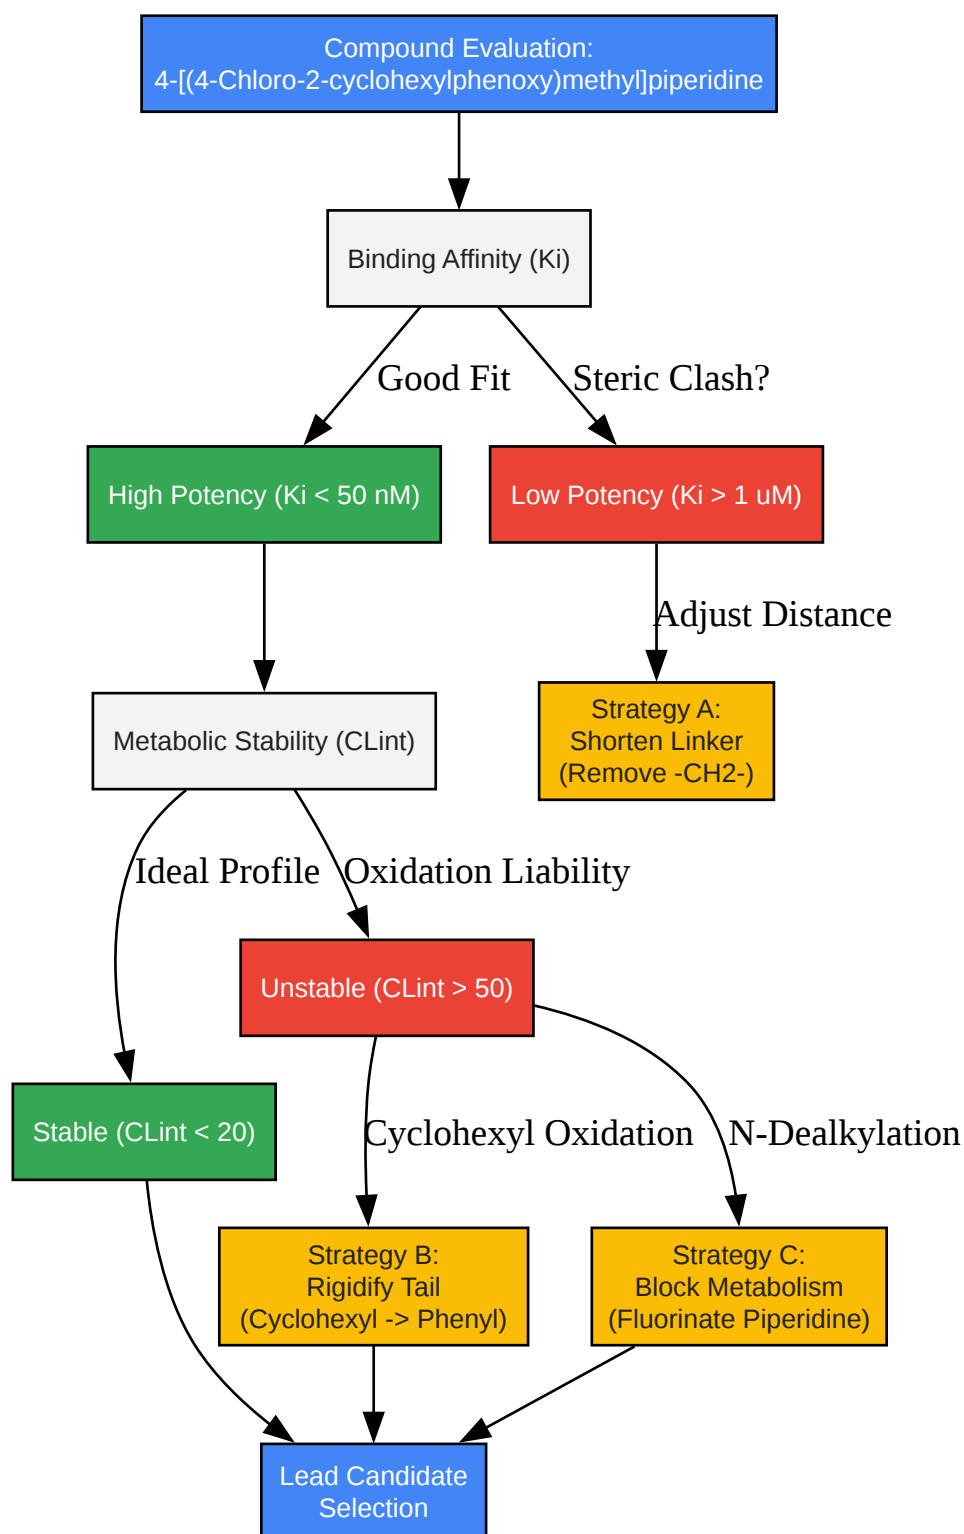 Compound Evaluation:
4-[(4-Chloro-2-cyclohexylphenoxy)methyl]piperidine
Binding Affinity (Ki)
Good Fit
Steric Clash?
High Potency (Ki < 50 nM)
Low Potency (Ki > 1 uM)
Adjust Distance
Strategy A:
Shorten Linker
(Remove -CH2-)
Metabolic Stability (CLint)
Ideal Profile
Oxidation Liability
Unstable (CLint > 50)
Stable (CLint < 20)
Cyclohexyl Oxidation
N-Dealkylation
Strategy B:
Rigidify Tail
(Cyclohexyl -> Phenyl)
Strategy C:
Block Metabolism
(Fluorinate Piperidine)
Lead Candidate
Selection